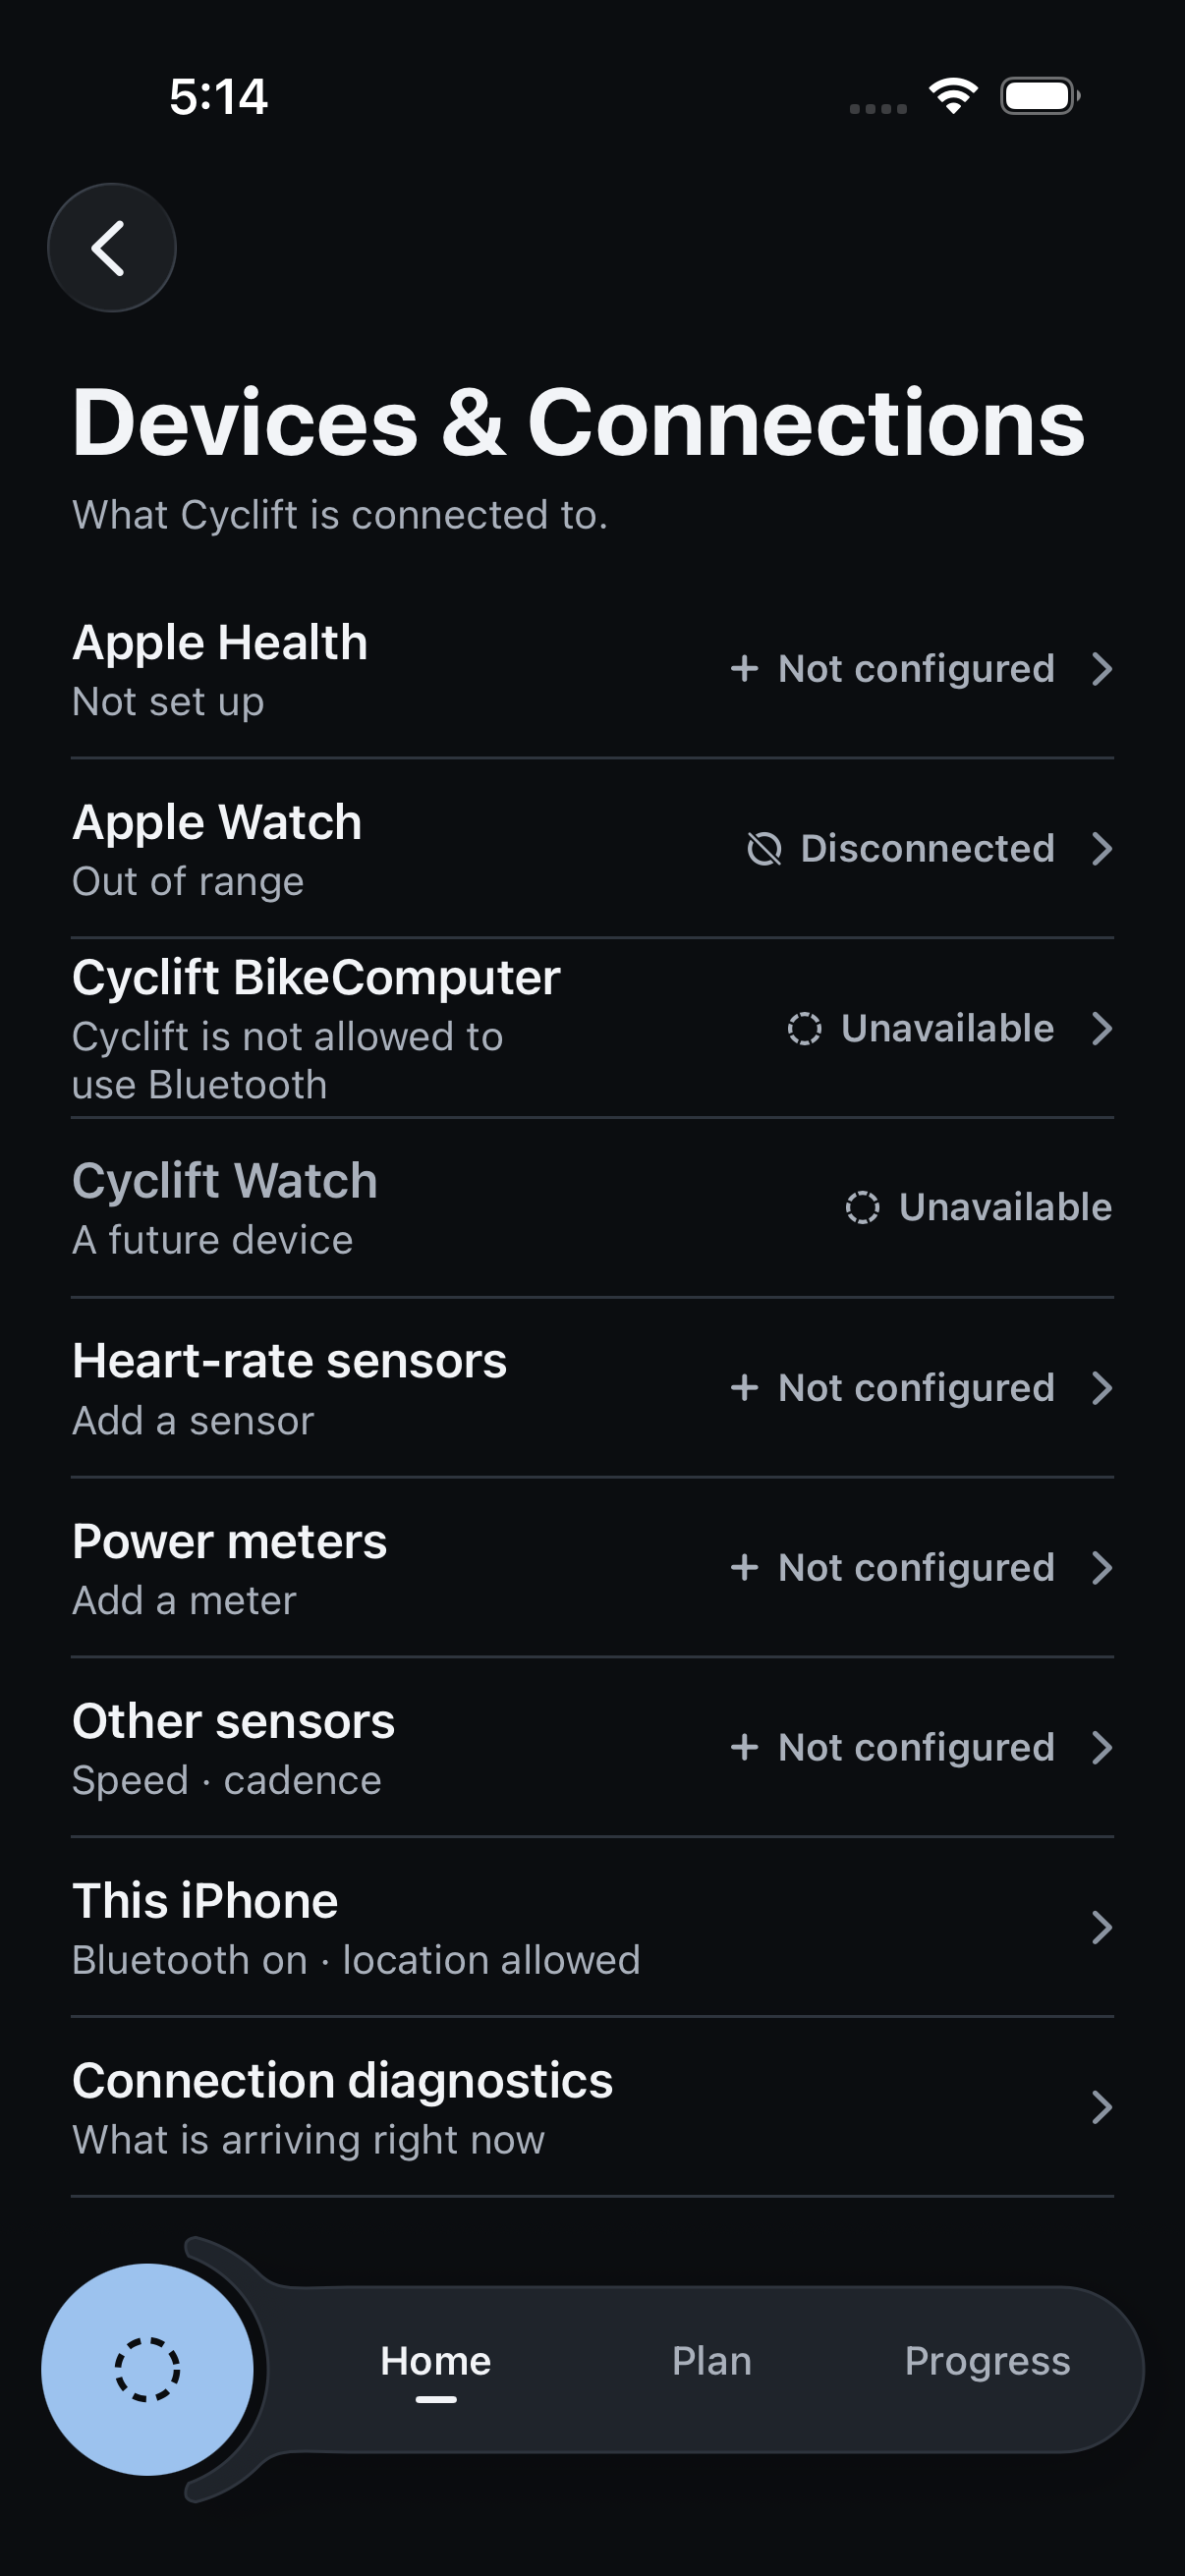 5:14
Devices & Connections
What Cyclift is connected to.
Apple Health
Not set up
+ Not configured
Apple Watch
Out of range
Disconnected
Cyclift BikeComputer
Cyclift is not allowed to
use Bluetooth
Unavailable
Cyclift Watch
A future device
Unavailable
Heart-rate sensors
Add a sensor
+ Not configured
Power meters
Add a meter
+ Not configured
Other sensors
Speed · cadence
+ Not configured
This iPhone
Bluetooth on · location allowed
Connection diagnostics
What is arriving right now
Home
Plan
Progress